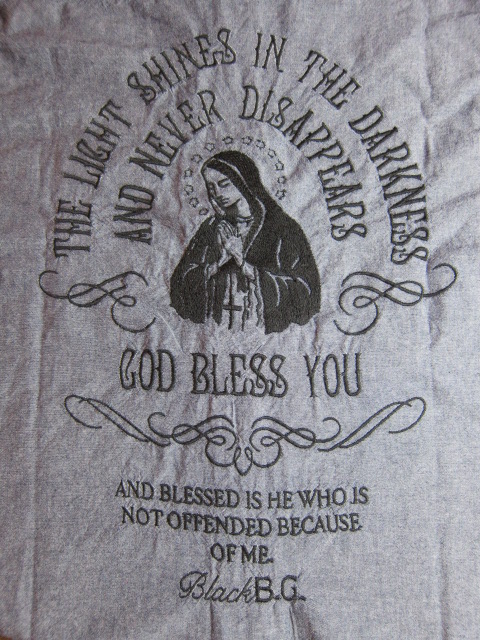 THE LIGHT SHINES IN THE DARKNESS
AND NEVER DISAPPEARS
GOD BLESS YOU
AND BLESSED IS HE WHO IS
NOT OFFENDED BECAUSE
OF ME.
BlackB.G.